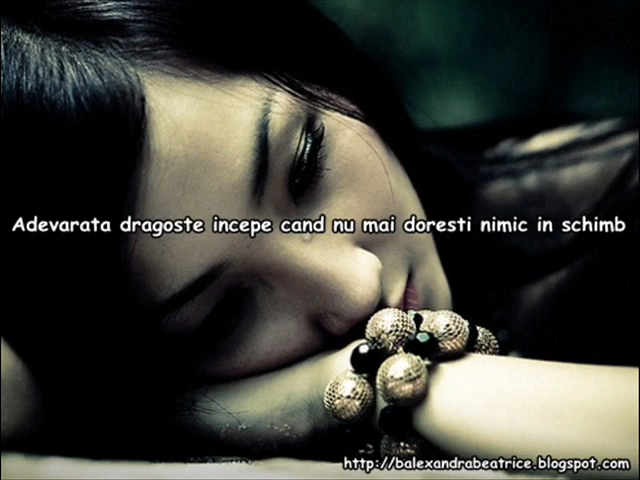 Adevarata dragoste incepe cand nu mai doresti nimic in schimb
http://balexandrabeatrice.blogspot.com